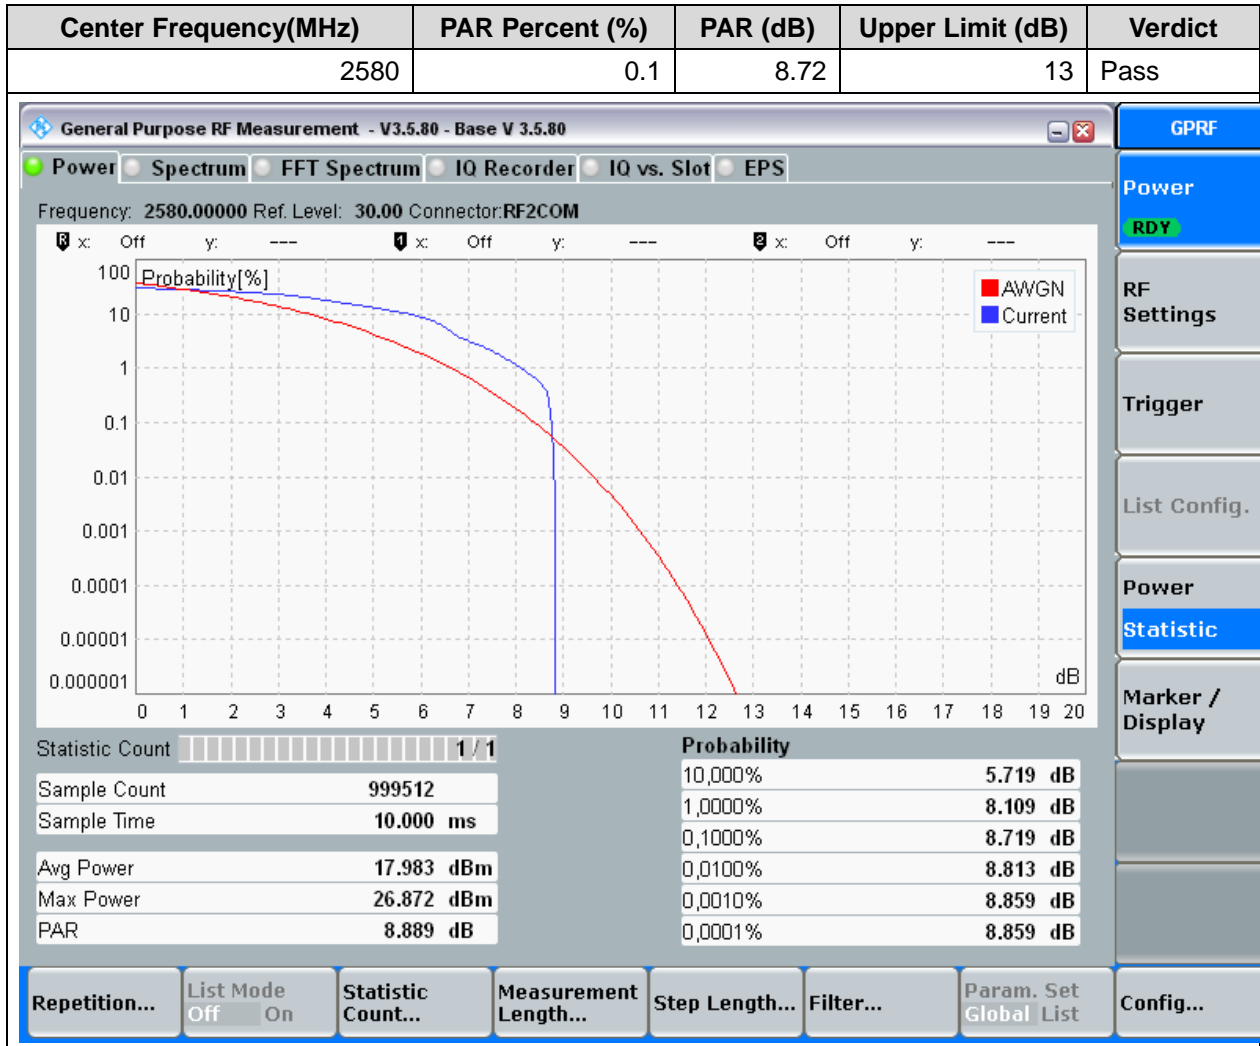 Center Frequency(MHz) PAR Percent (%) PAR (dB) Upper Limit (dB) Verdict
2580 0.1 8.72 13 Pass
General Purpose RF Measurement - V3.5.80 - Base V 3.5.80
GPRF
Power Spectrum FFT Spectrum IQ Recorder IQ vs. Slot EPS
Power
RDY
Frequency: 2580.00000 Ref. Level: 30.00 Connector:RF2COM
R x: Off y: --- 1 x: Off y: --- 2 x: Off y: ---
Probability[%]
AWGN
Current
100
10
1
0.1
0.01
0.001
0.0001
0.00001
0.000001
dB
0 1 2 3 4 5 6 7 8 9 10 11 12 13 14 15 16 17 18 19 20
RF
Settings
Trigger
List Config.
Power
Statistic
Marker /
Display
Statistic Count 1 / 1
Sample Count 999512
Sample Time 10.000 ms
Avg Power 17.983 dBm
Max Power 26.872 dBm
PAR 8.889 dB
Probability
10,000% 5.719 dB
1,0000% 8.109 dB
0,1000% 8.719 dB
0,0100% 8.813 dB
0,0010% 8.859 dB
0,0001% 8.859 dB
Repetition...
List Mode
Off On
Statistic
Count...
Measurement
Length...
Step Length...
Filter...
Param. Set
Global List
Config...